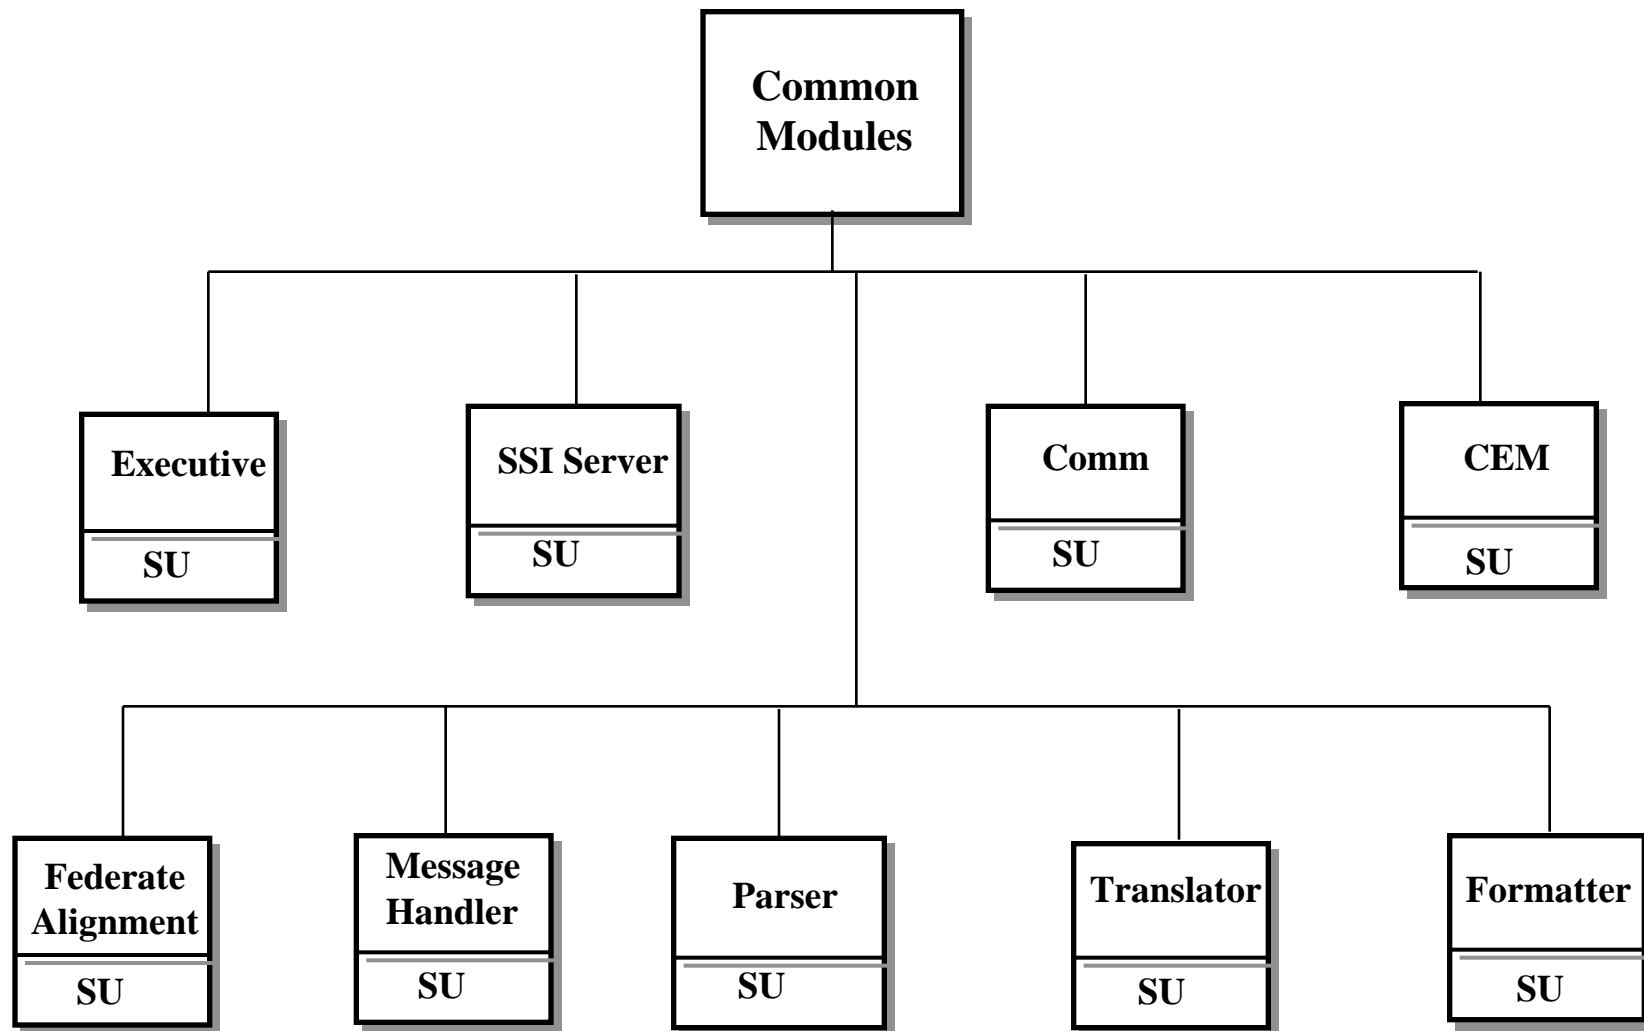 Common
Modules
Executive
SU
SSI Server
SU
Comm
SU
CEM
SU
Federate
Alignment
SU
Message
Handler
SU
Parser
SU
Translator
SU
Formatter
SU